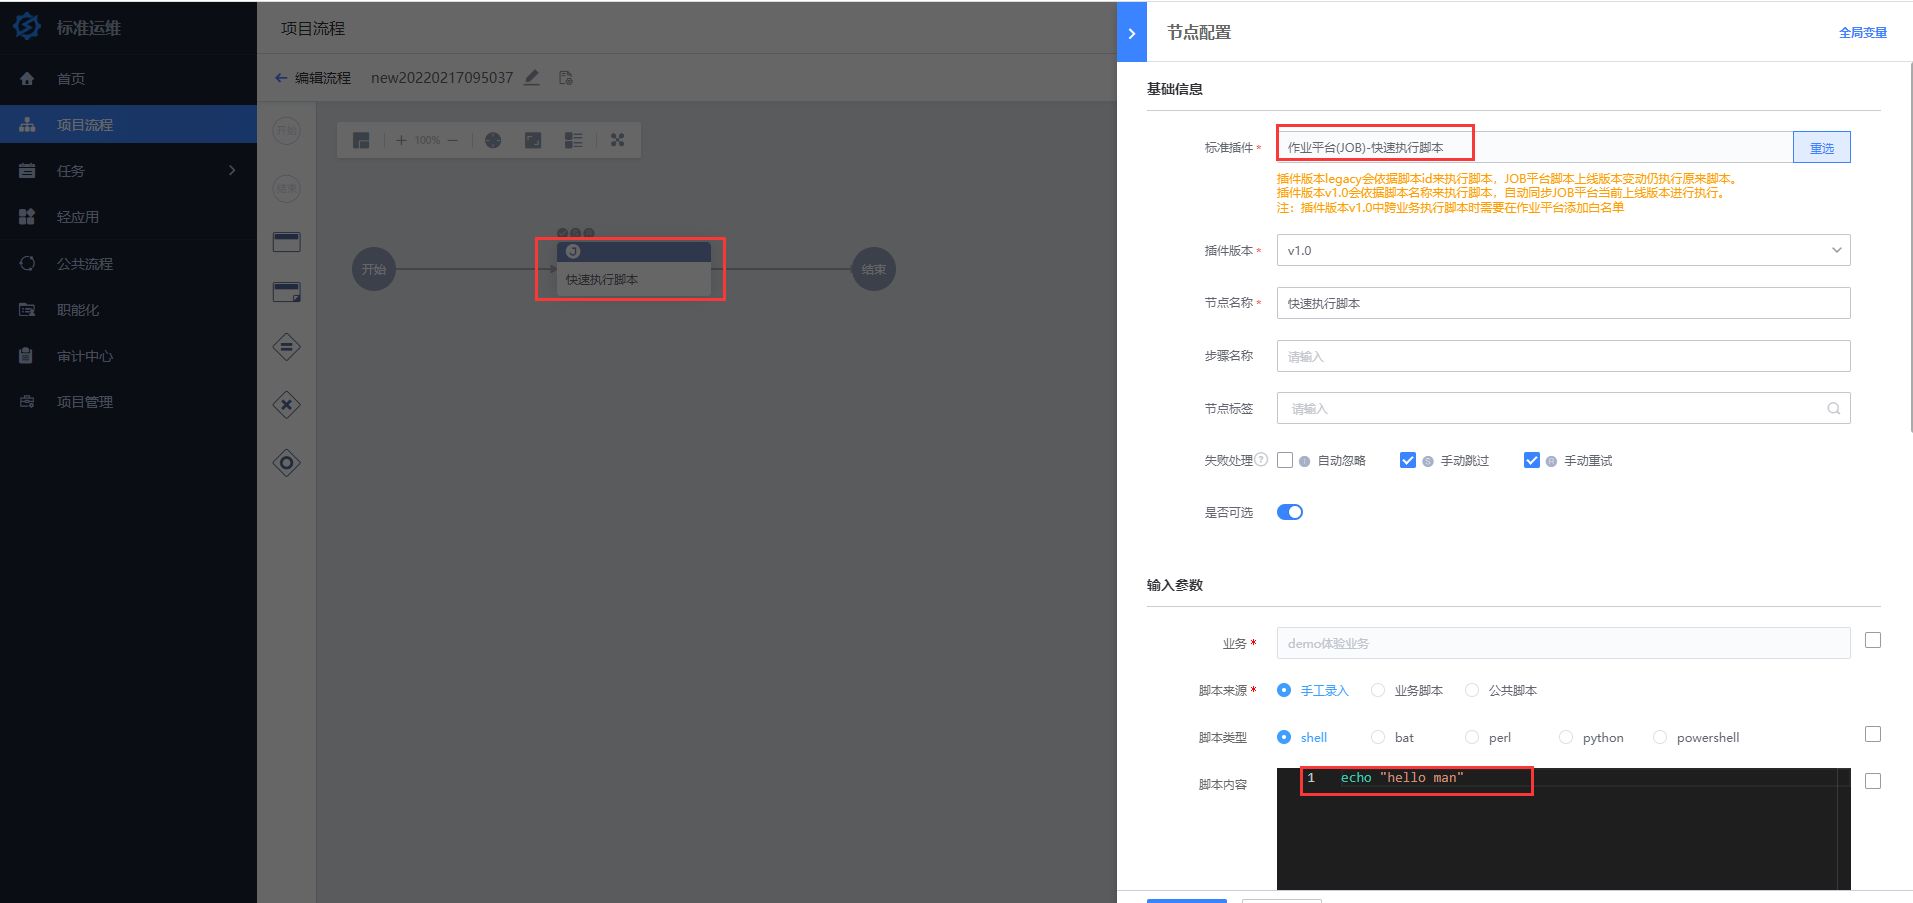 标准运维
首页
项目流程
任务
轻应用
公共流程
职能化
审计中心
项目管理
项目流程
编辑流程 new20220217095037
开始
结束
100%
开始
J
快速执行脚本
结束
节点配置
全局变量
基础信息
标准插件* 作业平台(JOB)-快速执行脚本 重选
插件版本legacy会依据脚本id来执行脚本，JOB平台脚本上线版本变动仍执行原来脚本。
插件版本v1.0会依据脚本名称来执行脚本，自动同步JOB平台当前上线版本进行执行。
注：插件版本v1.0中跨业务执行脚本时需要在作业平台添加白名单
插件版本* v1.0
节点名称* 快速执行脚本
步骤名称 请输入
节点标签 请输入
失败处理 自动忽略 手动跳过 手动重试
是否可选
输入参数
业务* demo体验业务
脚本来源* 手工录入 业务脚本 公共脚本
脚本类型 shell bat perl python powershell
脚本内容 1 echo "hello man"